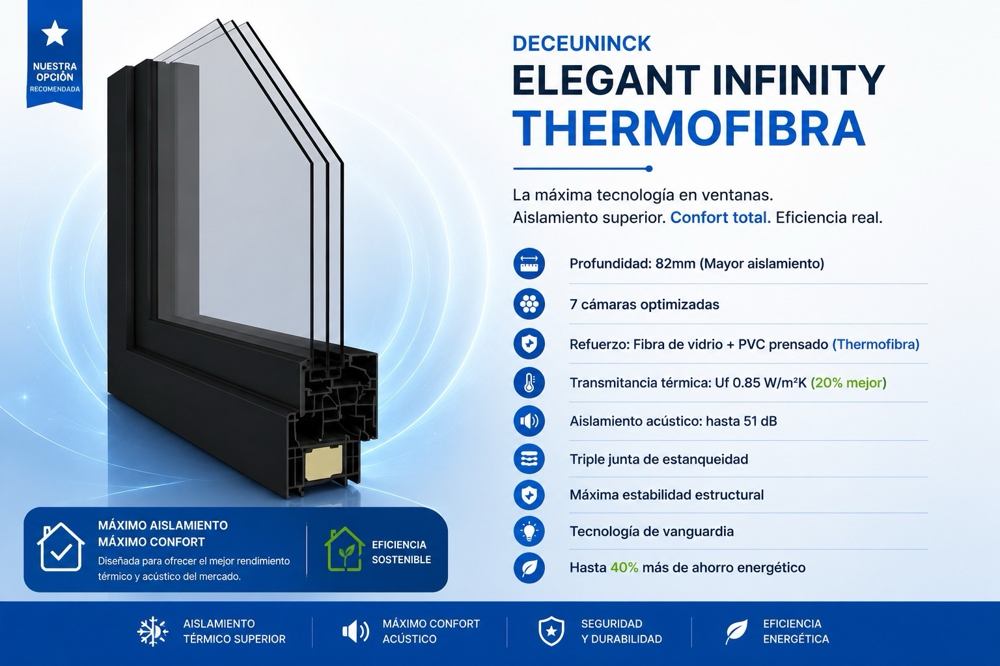 NUESTRA
OPCIÓN
RECOMENDADA
DECEUNINCK
ELEGANT INFINITY
THERMOFIBRA
La máxima tecnología en ventanas.
Aislamiento superior. Confort total. Eficiencia real.
Profundidad: 82mm (Mayor aislamiento)
7 cámaras optimizadas
Refuerzo: Fibra de vidrio + PVC prensado (Thermofibra)
Transmitancia térmica: Uf 0.85 W/m²K (20% mejor)
Aislamiento acústico: hasta 51 dB
Triple junta de estanqueidad
Máxima estabilidad estructural
Tecnología de vanguardia
Hasta 40% más de ahorro energético
MÁXIMO AISLAMIENTO
MÁXIMO CONFORT
Diseñada para ofrecer el mejor rendimiento
térmico y acústico del mercado.
EFICIENCIA
SOSTENIBLE
AISLAMIENTO
TÉRMICO SUPERIOR
MÁXIMO CONFORT
ACÚSTICO
SEGURIDAD
Y DURABILIDAD
EFICIENCIA
ENERGÉTICA